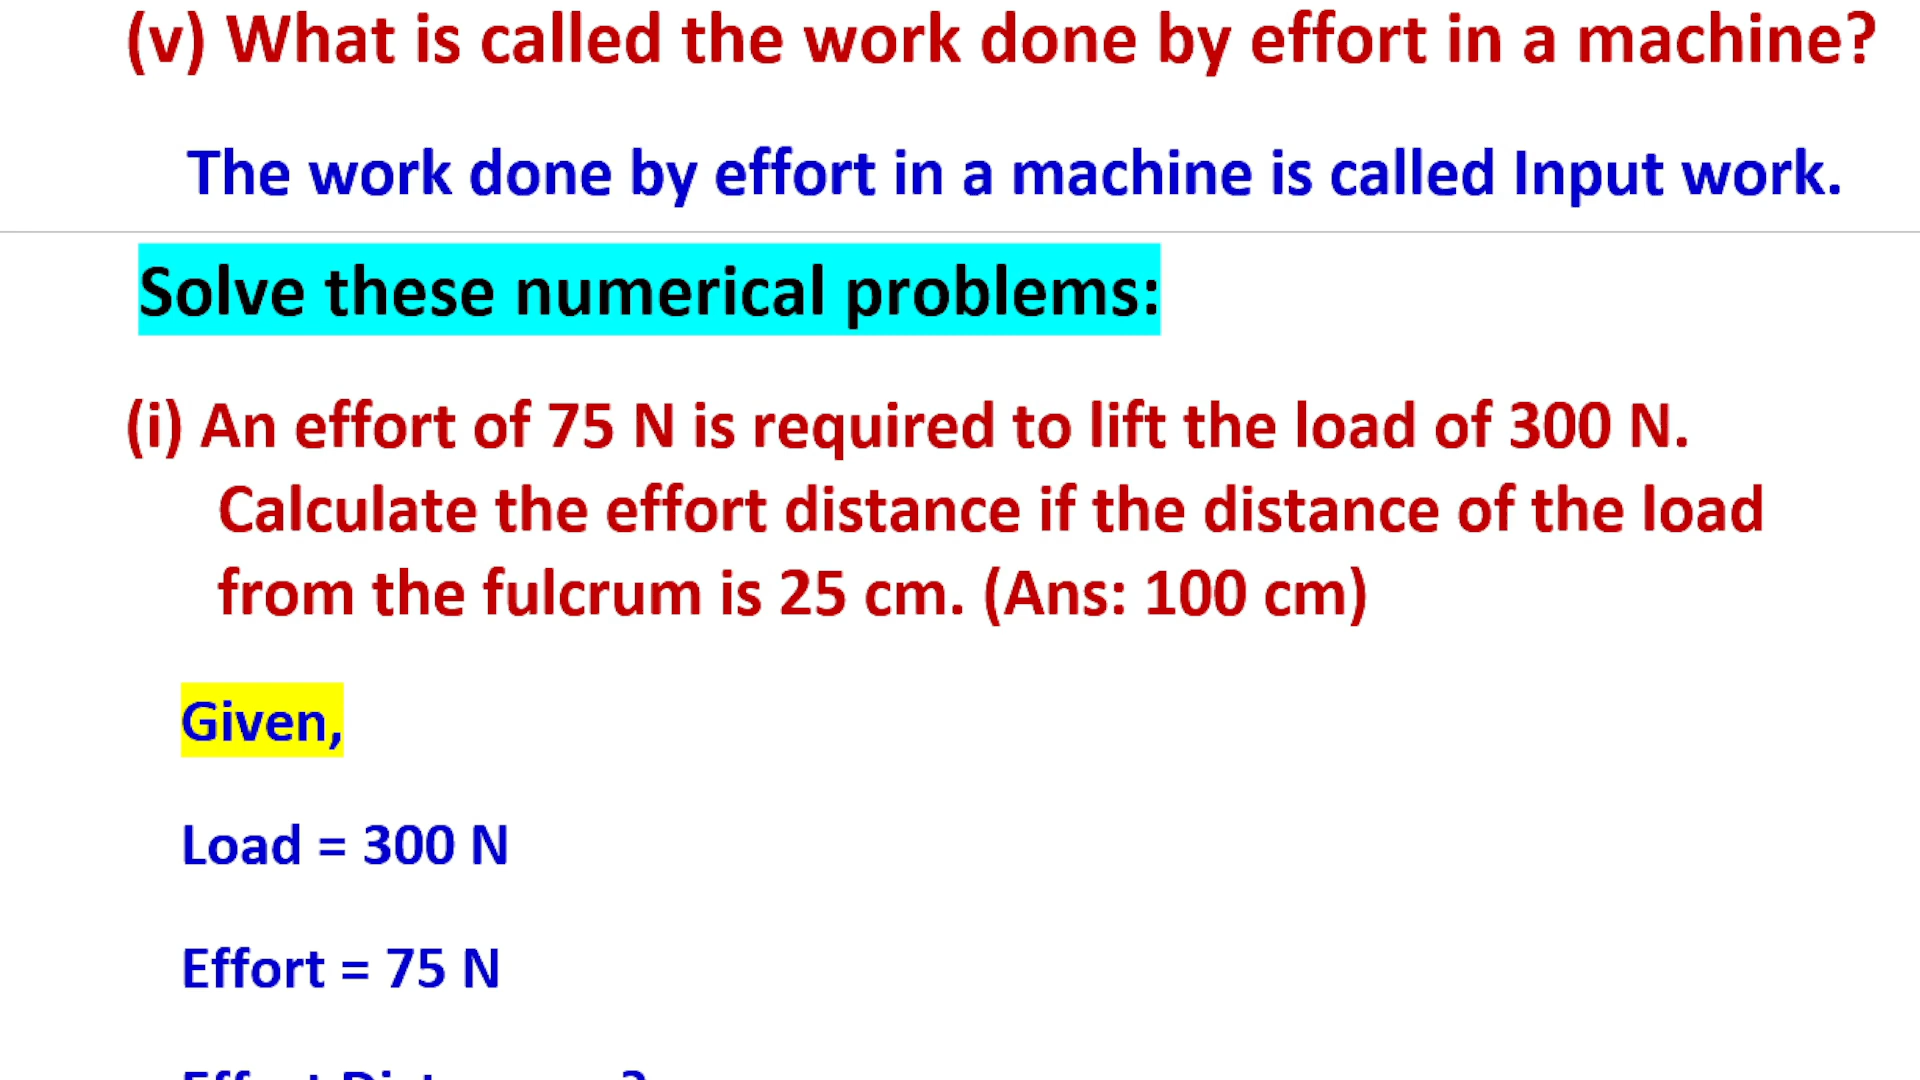 (v) What is called the work done by effort in a machine?
The work done by effort in a machine is called Input work.
Solve these numerical problems:
(i) An effort of 75 N is required to lift the load of 300 N.
Calculate the effort distance if the distance of the load
from the fulcrum is 25 cm. (Ans: 100 cm)
Given,
Load = 300 N
Effort = 75 N